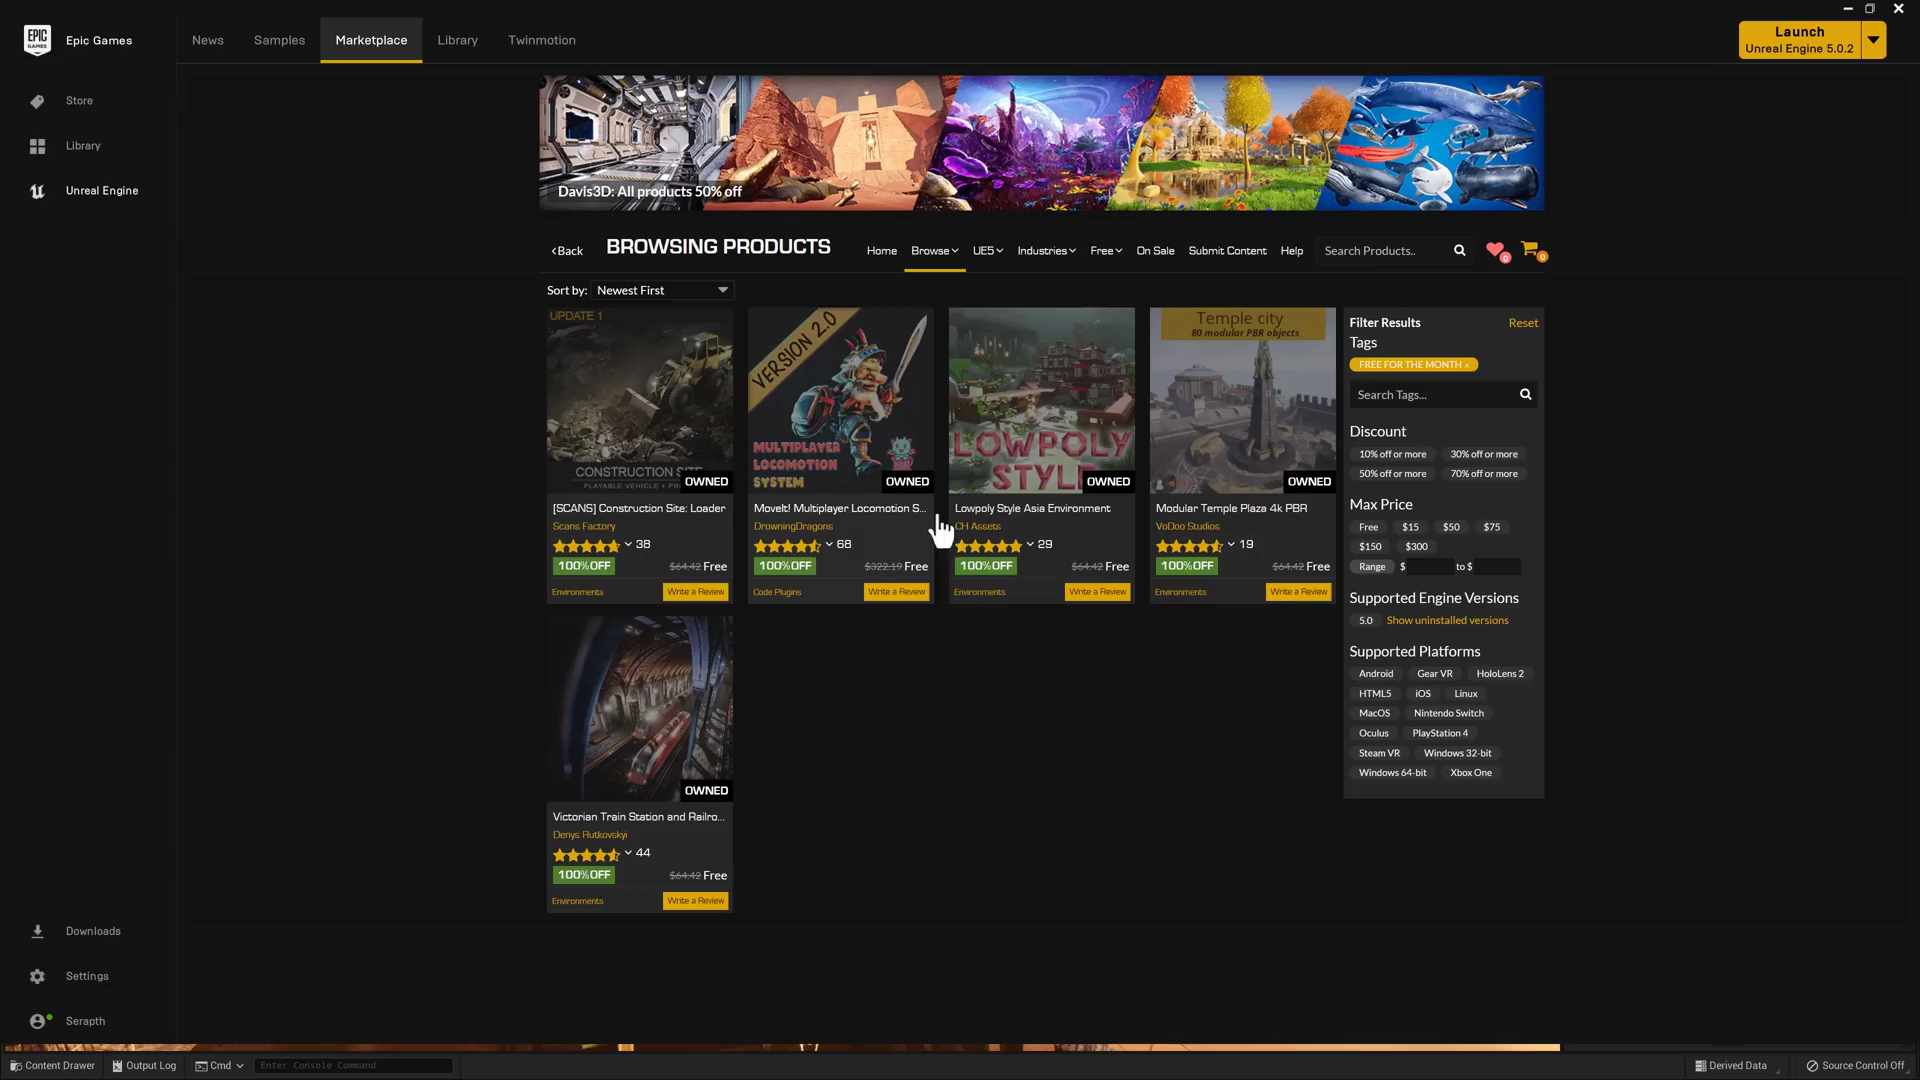 EPIC GAMES
Epic Games
News
Samples
Marketplace
Library
Twinmotion
Launch
Unreal Engine 5.0.2
Store
Library
Unreal Engine
Davis3D: All products 50% off
Back
BROWSING PRODUCTS
Home
Browse
UE5
Industries
Free
On Sale
Submit Content
Help
Search Products..
0
0
Sort by:
Newest First
UPDATE 1
CONSTRUCTION SITE
OWNED
[SCANS] Construction Site: Loader
Scans Factory
38
100%OFF
$64.42 Free
Environments
Write a Review
VERSION 2.0
MULTIPLAYER
LOCOMOTION
SYSTEM
OWNED
MoveIt! Multiplayer Locomotion S...
DrowningDragons
68
100%OFF
$322.19 Free
Code Plugins
Write a Review
LOWPOLY
STYLE
OWNED
Lowpoly Style Asia Environment
CH Assets
29
100%OFF
$64.42 Free
Environments
Write a Review
Temple city
80 modular PBR objects
OWNED
Modular Temple Plaza 4k PBR
VoDoo Studios
19
100%OFF
$64.42 Free
Environments
Write a Review
OWNED
Victorian Train Station and Railro...
Denys Rutkovskyi
44
100%OFF
$64.42 Free
Environments
Write a Review
Filter Results
Reset
Tags
FREE FOR THE MONTH
Search Tags...
Discount
10% off or more
30% off or more
50% off or more
70% off or more
Max Price
Free
$15
$50
$75
$150
$300
Range
$
to $
Supported Engine Versions
5.0
Show uninstalled versions
Supported Platforms
Android
Gear VR
HoloLens 2
HTML5
iOS
Linux
MacOS
Nintendo Switch
Oculus
PlayStation 4
Steam VR
Windows 32-bit
Windows 64-bit
Xbox One
Downloads
Settings
Serapth
Content Drawer
Output Log
Cmd
Enter Console Command
Derived Data
Source Control Off